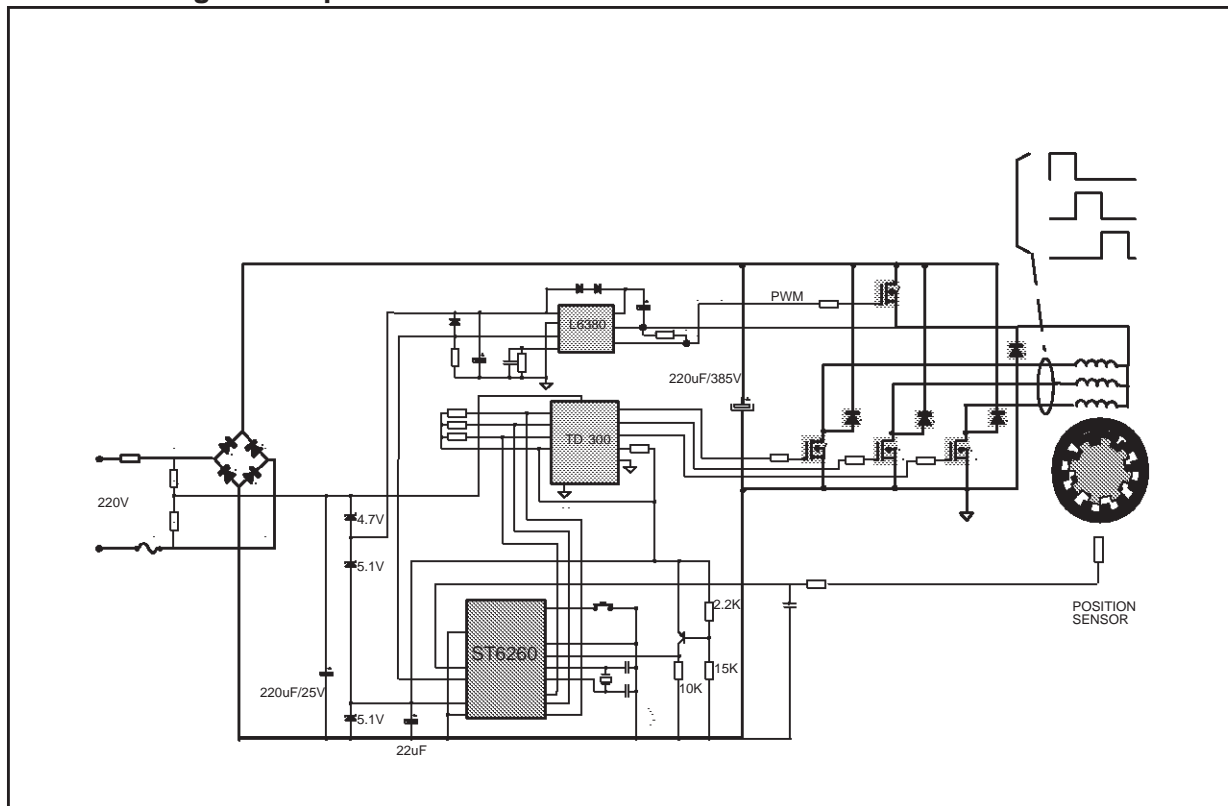 PWM
L6380
220uF/385V
TD 300
220V
4.7V
5.1V
2.2K
POSITION
SENSOR
ST6260
15K
10K
220uF/25V
5.1V
22uF